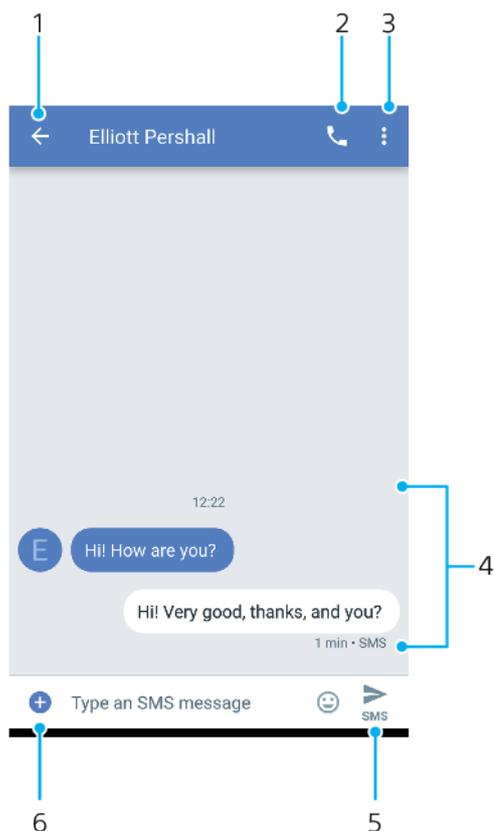 1 2 3
Elliott Pershall
12:22
E Hi! How are you?
4
Hi! Very good, thanks, and you?
1 min • SMS
Type an SMS message
SMS
6 5